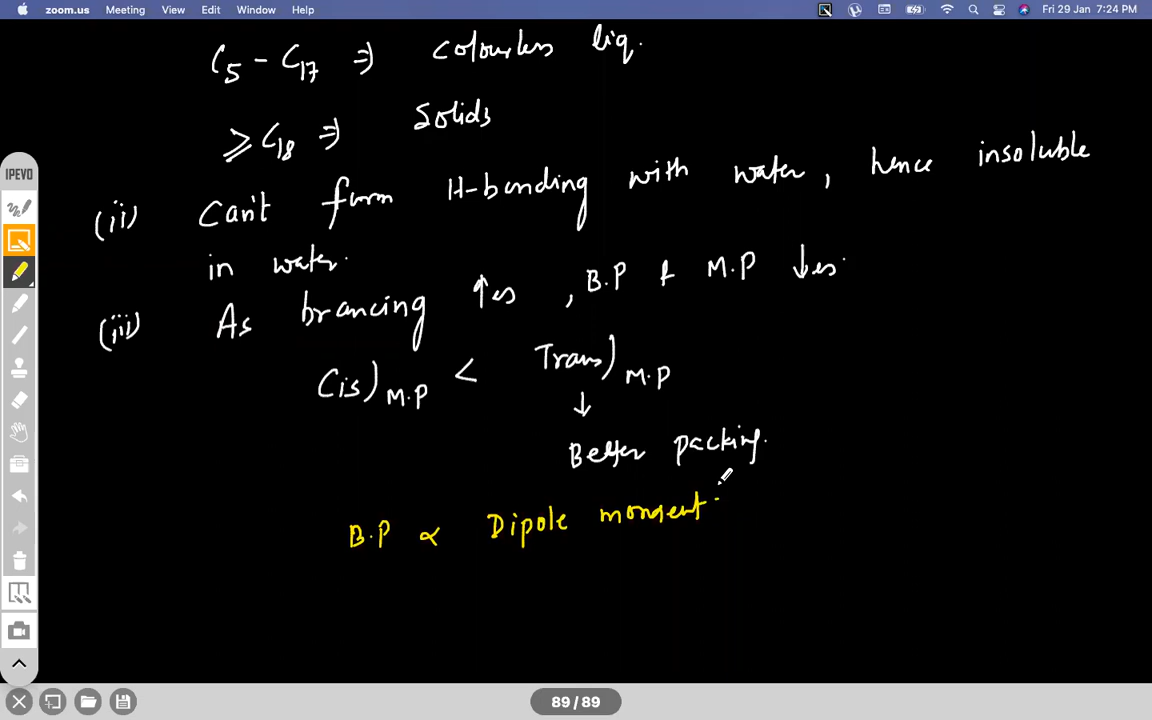 zoom.us Meeting View Edit Window Help Fri 29 Jan 7:24 PM
C5 - C17 ⇒ Colourless liq.
≥ C18 ⇒ Solids
IPEVO
(ii) Can't form H-bonding with water, hence insoluble
in water.
(iii) As brancing ↑es, B.P & M.P ↓es.
Cis)M.P < Trans)M.P
↓
Better packing.
B.P ∝ Dipole moment.
89/89